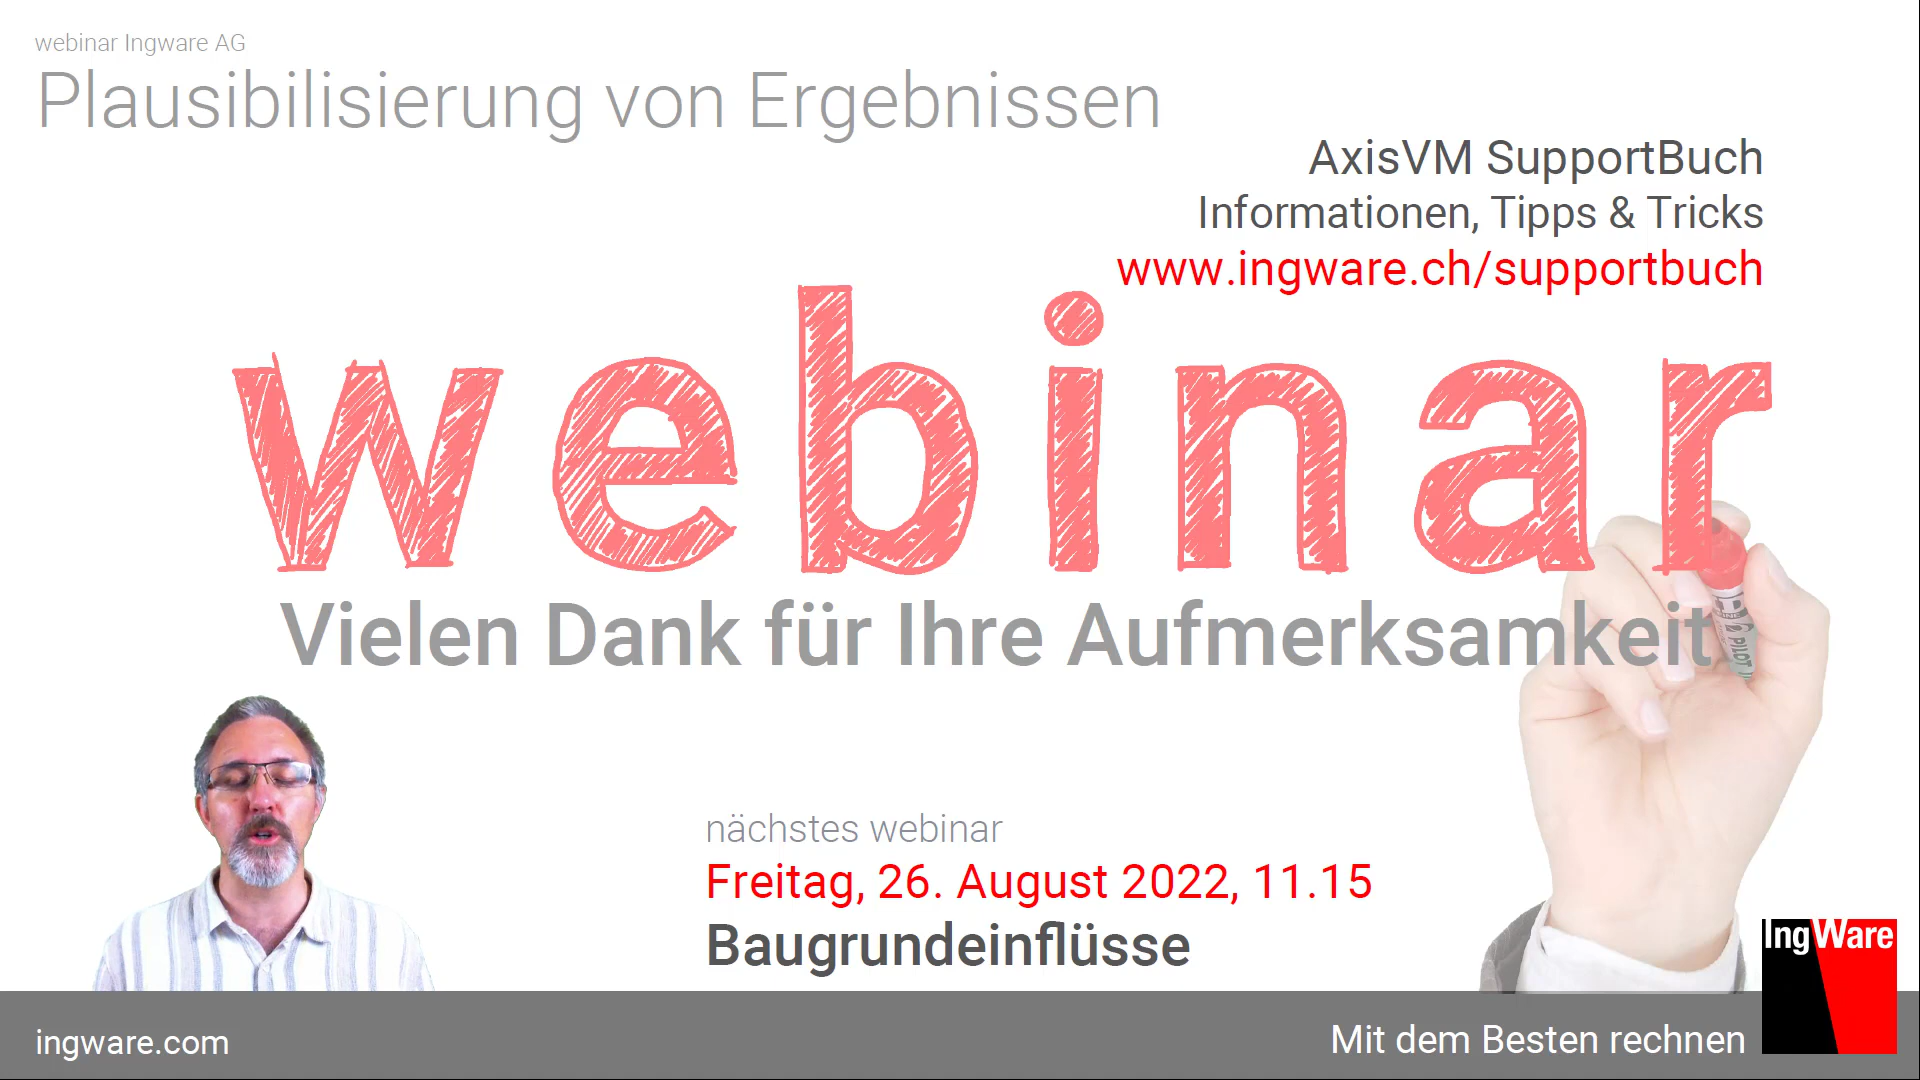 webinar Ingware AG
Plausibilisierung von Ergebnissen
AxisVM SupportBuch
Informationen, Tipps & Tricks
www.ingware.ch/supportbuch
webinar
Vielen Dank für Ihre Aufmerksamkeit
PILOT
nächstes webinar
Freitag, 26. August 2022, 11.15
Baugrundeinflüsse
IngWare
ingware.com
Mit dem Besten rechnen